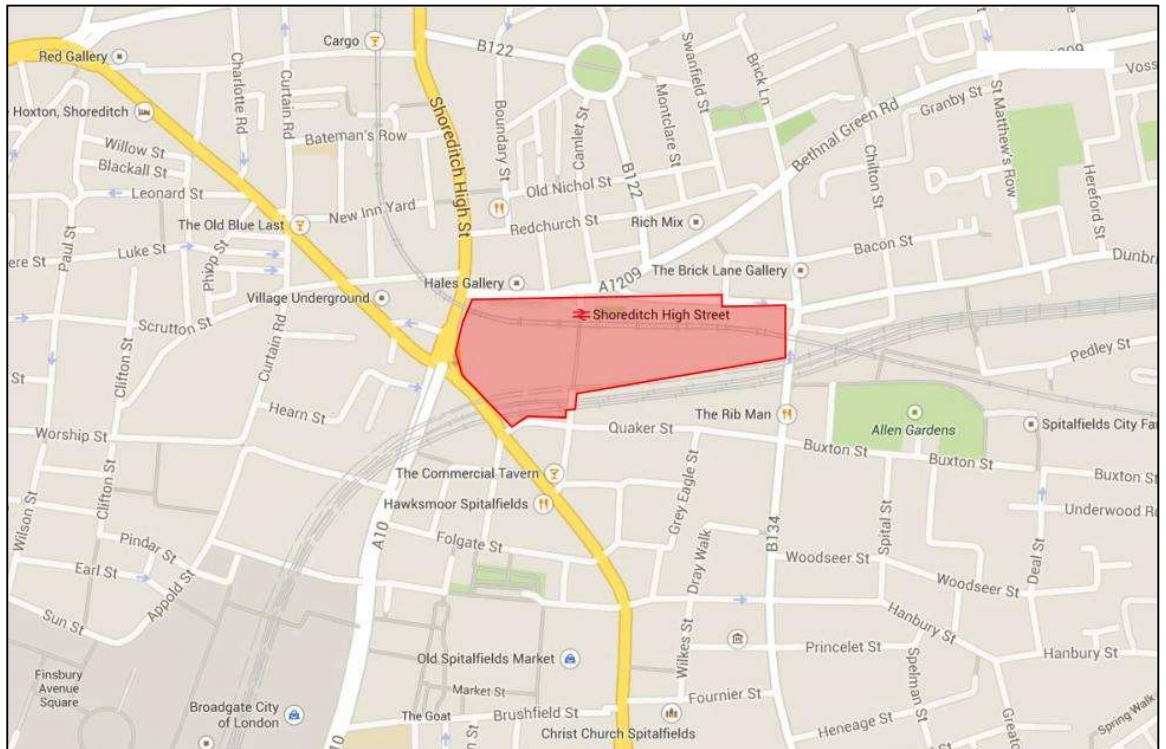 Cargo
B122
Red Gallery
Hoxton, Shoreditch
Charlotte Rd
Curtain Rd
Shoreditch High St
Boundary St
Swanfield St
Brick Ln
A1209
Voss
Granby St
St Matthew's Row
Bateman's Row
Willow St
Blackall St
Leonard St
Camlet St
Montclare St
Bethnal Green Rd
Chilton St
Hereford St
B122
Old Nichol St
New Inn Yard
The Old Blue Last
Redchurch St
Rich Mix
Paul St
Luke St
ere St
Phipp St
Bacon St
Dunbri
Hales Gallery
A1209
The Brick Lane Gallery
Village Underground
Scrutton St
Shoreditch High Street
Clifton St
Curtain Rd
Pedley St
St
Hearn St
The Rib Man
Allen Gardens
Spitalfields City Far
Worship St
Quaker St
Buxton St
Buxton St
Buxton St
The Commercial Tavern
Hawksmoor Spitalfields
Wilson St
Clifton St
Grey Eagle St
Underwood Rd
A10
B134
Spital St
Deal St
Pindar St
Folgate St
Dray Walk
Woodseer St
Woodseer St
Earl St
Appold St
Sun St
Hanbury St
Hanbury St
Wilkes St
Princelet St
Old Spitalfields Market
Finsbury
Avenue
Square
Market St
Fournier St
Spelman St
Broadgate City
of London
The Goat
Brushfield St
Christ Church Spitalfields
Heneage St
Greato
Spring Walk
10